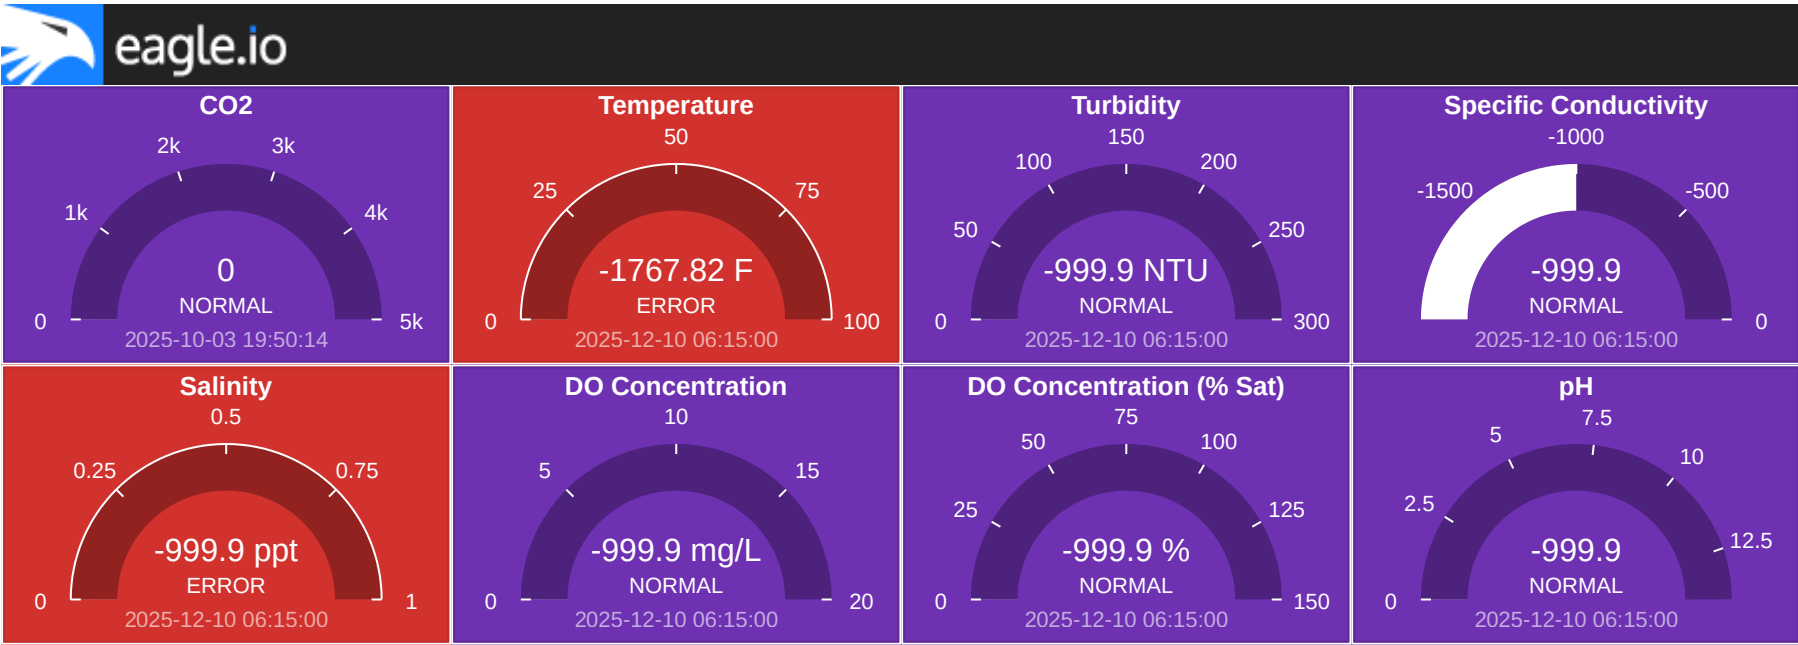 eagle.io
CO2
2k 3k
1k 4k
0
NORMAL
0 5k
2025-10-03 19:50:14
Temperature
50
25 75
-1767.82 F
ERROR
0 100
2025-12-10 06:15:00
Turbidity
150
100 200
50 250
-999.9 NTU
NORMAL
0 300
2025-12-10 06:15:00
Specific Conductivity
-1000
-1500 -500
-999.9
NORMAL
0
2025-12-10 06:15:00
Salinity
0.5
0.25 0.75
-999.9 ppt
ERROR
0 1
2025-12-10 06:15:00
DO Concentration
10
5 15
-999.9 mg/L
NORMAL
0 20
2025-12-10 06:15:00
DO Concentration (% Sat)
75
50 100
25 125
-999.9 %
NORMAL
0 150
2025-12-10 06:15:00
pH
7.5
5 10
2.5 12.5
-999.9
NORMAL
0
2025-12-10 06:15:00